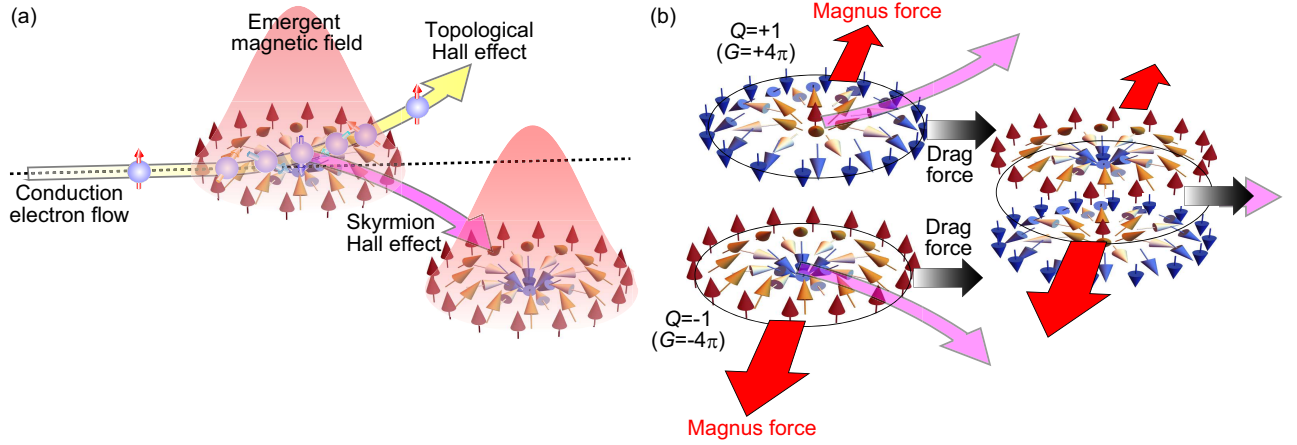 (a)
Emergent
magnetic field
Topological
Hall effect
Conduction
electron flow
Skyrmion
Hall effect
(b)
Magnus force
Q=+1
(G=+4π)
Drag
force
Drag
force
Q=-1
(G=-4π)
Magnus force